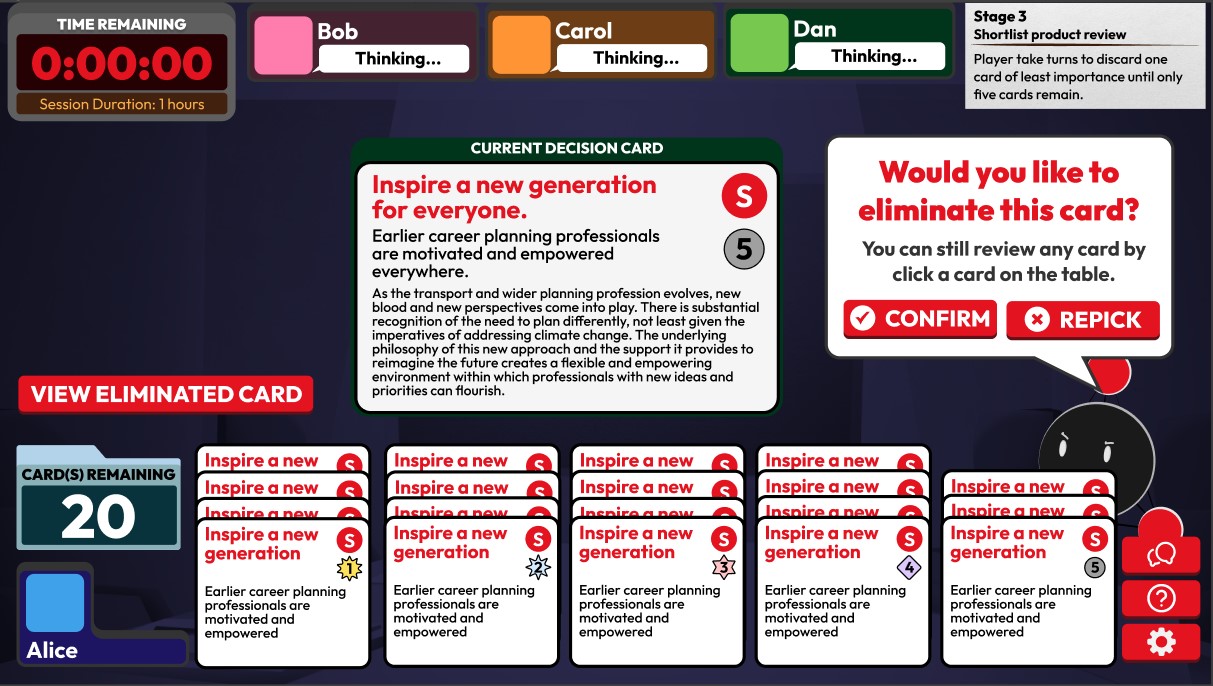 TIME REMAINING
0:00:00
Session Duration: 1 hours
Bob
Thinking...
Carol
Thinking...
Dan
Thinking...
Stage 3
Shortlist product review
Player take turns to discard one
card of least importance until only
five cards remain.
CURRENT DECISION CARD
Inspire a new generation
for everyone.
S
5
Earlier career planning professionals
are motivated and empowered
everywhere.
As the transport and wider planning profession evolves, new
blood and new perspectives come into play. There is substantial
recognition of the need to plan differently, not least given the
imperatives of addressing climate change. The underlying
philosophy of this new approach and the support it provides to
reimagine the future creates a flexible and empowering
environment within which professionals with new ideas and
priorities can flourish.
Would you like to
eliminate this card?
You can still review any card by
click a card on the table.
CONFIRM
REPICK
VIEW ELIMINATED CARD
CARD(S) REMAINING
20
Alice
Inspire a new
S
Inspire a new
S
Inspire a new
S
Inspire a new
generation
S
1
Earlier career planning
professionals are
motivated and
empowered
Inspire a new
S
Inspire a new
S
Inspire a new
S
Inspire a new
generation
S
2
Earlier career planning
professionals are
motivated and
empowered
Inspire a new
S
Inspire a new
S
Inspire a new
S
Inspire a new
generation
S
3
Earlier career planning
professionals are
motivated and
empowered
Inspire a new
S
Inspire a new
S
Inspire a new
S
Inspire a new
generation
S
4
Earlier career planning
professionals are
motivated and
empowered
Inspire a new
S
Inspire a new
S
Inspire a new
generation
S
5
Earlier career planning
professionals are
motivated and
empowered
?